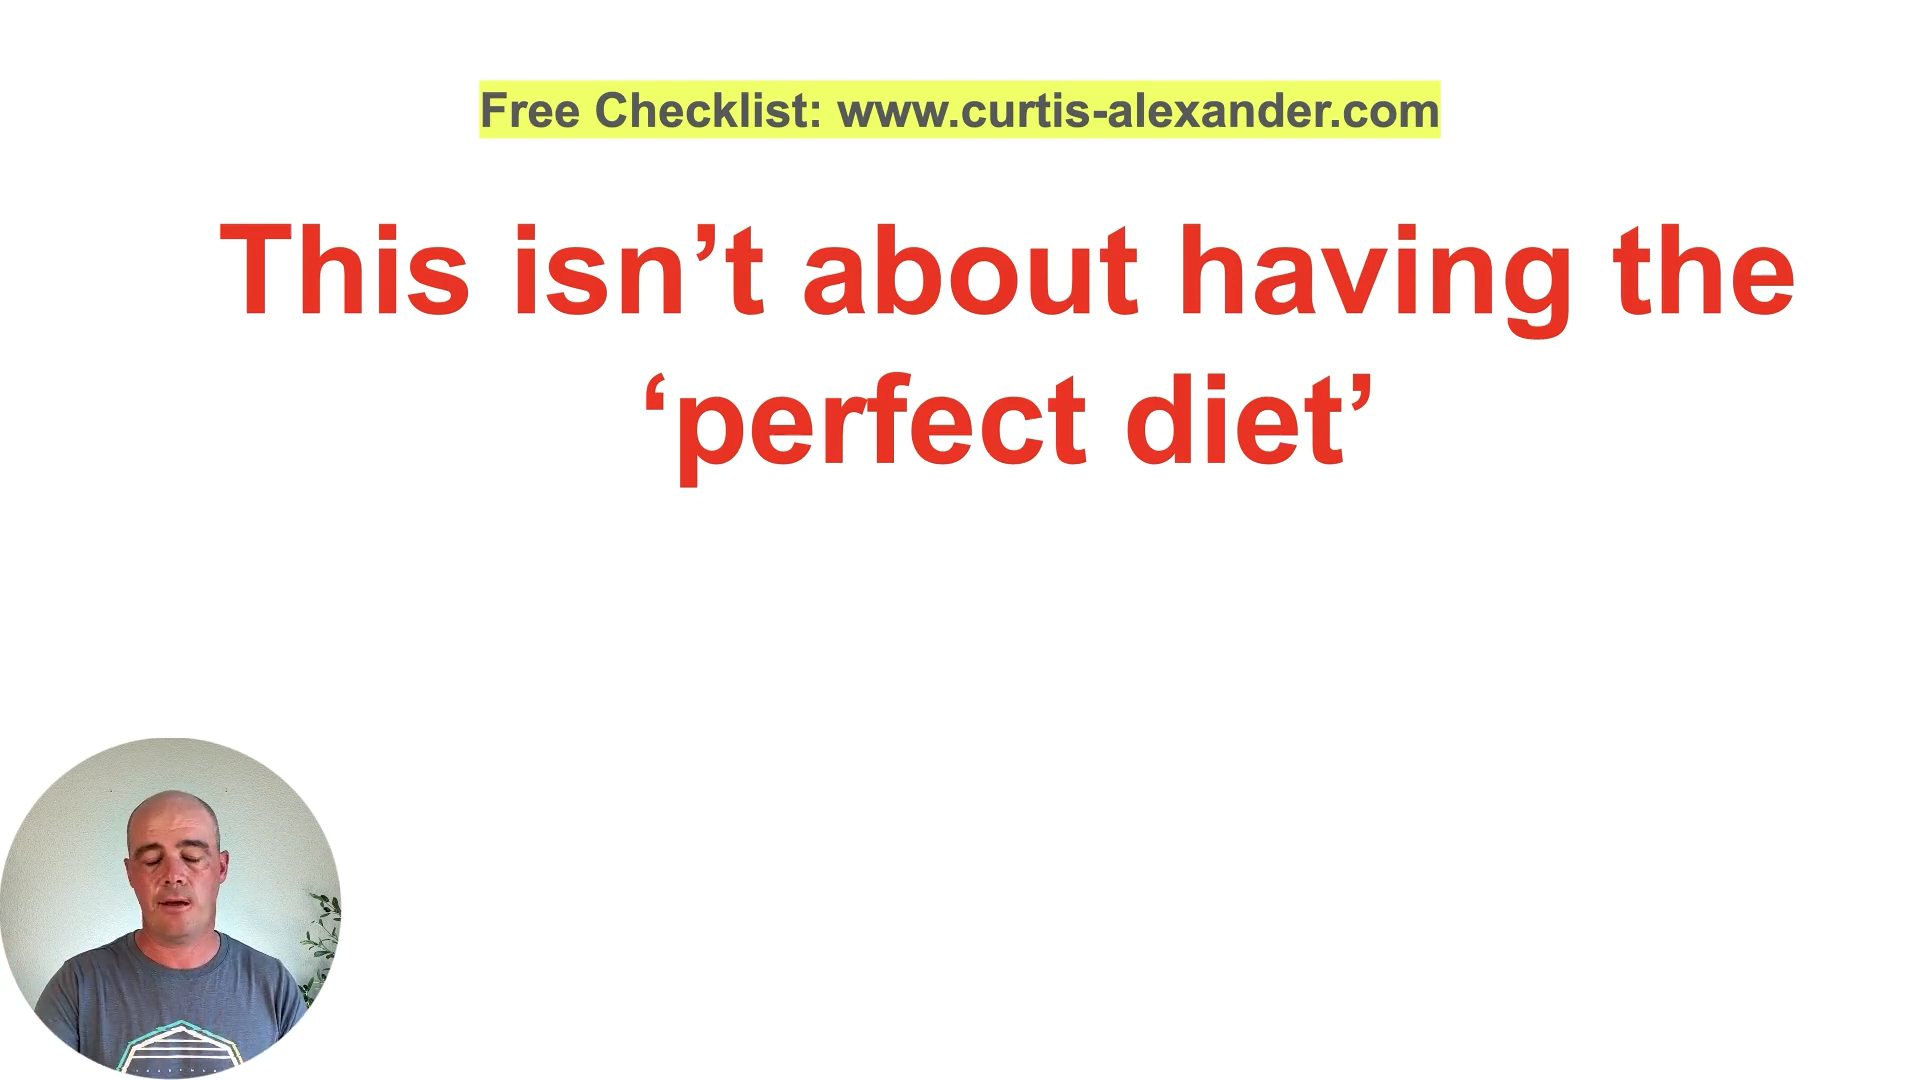 Free Checklist: www.curtis-alexander.com
This isn’t about having the
‘perfect diet’